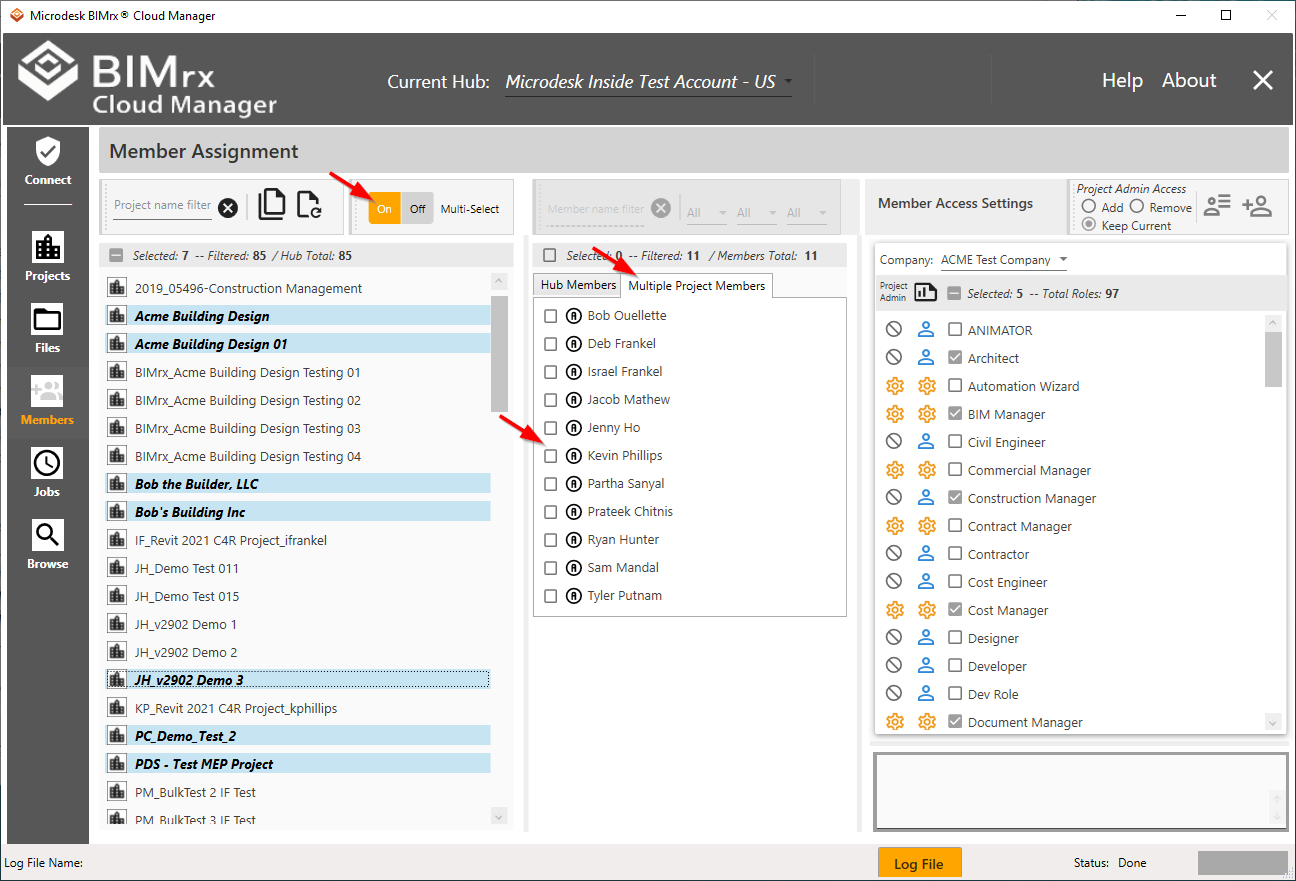 Microdesk BIMrx® Cloud Manager
BIMrx
Cloud Manager
Current Hub: Microdesk Inside Test Account - US
Help About
Connect
Projects
Files
Members
Jobs
Browse
Member Assignment
Project name filter
On Off Multi-Select
Member name filter
All All All
Member Access Settings
Project Admin Access
Add Remove
Keep Current
Selected: 7 -- Filtered: 85 / Hub Total: 85
2019_05496-Construction Management
Acme Building Design
Acme Building Design 01
BIMrx_Acme Building Design Testing 01
BIMrx_Acme Building Design Testing 02
BIMrx_Acme Building Design Testing 03
BIMrx_Acme Building Design Testing 04
Bob the Builder, LLC
Bob's Building Inc
IF_Revit 2021 C4R Project_ifrankel
JH_Demo Test 011
JH_Demo Test 015
JH_v2902 Demo 1
JH_v2902 Demo 2
JH_v2902 Demo 3
KP_Revit 2021 C4R Project_kphillips
PC_Demo_Test_2
PDS - Test MEP Project
PM_BulkTest 2 IF Test
PM_BulkTest 3 IF Test
Selected: 0 -- Filtered: 11 / Members Total: 11
Hub Members Multiple Project Members
Bob Ouellette
Deb Frankel
Israel Frankel
Jacob Mathew
Jenny Ho
Kevin Phillips
Partha Sanyal
Prateek Chitnis
Ryan Hunter
Sam Mandal
Tyler Putnam
Company: ACME Test Company
Project
Admin
Selected: 5 -- Total Roles: 97
ANIMATOR
Architect
Automation Wizard
BIM Manager
Civil Engineer
Commercial Manager
Construction Manager
Contract Manager
Contractor
Cost Engineer
Cost Manager
Designer
Developer
Dev Role
Document Manager
Log File Name:
Log File
Status: Done